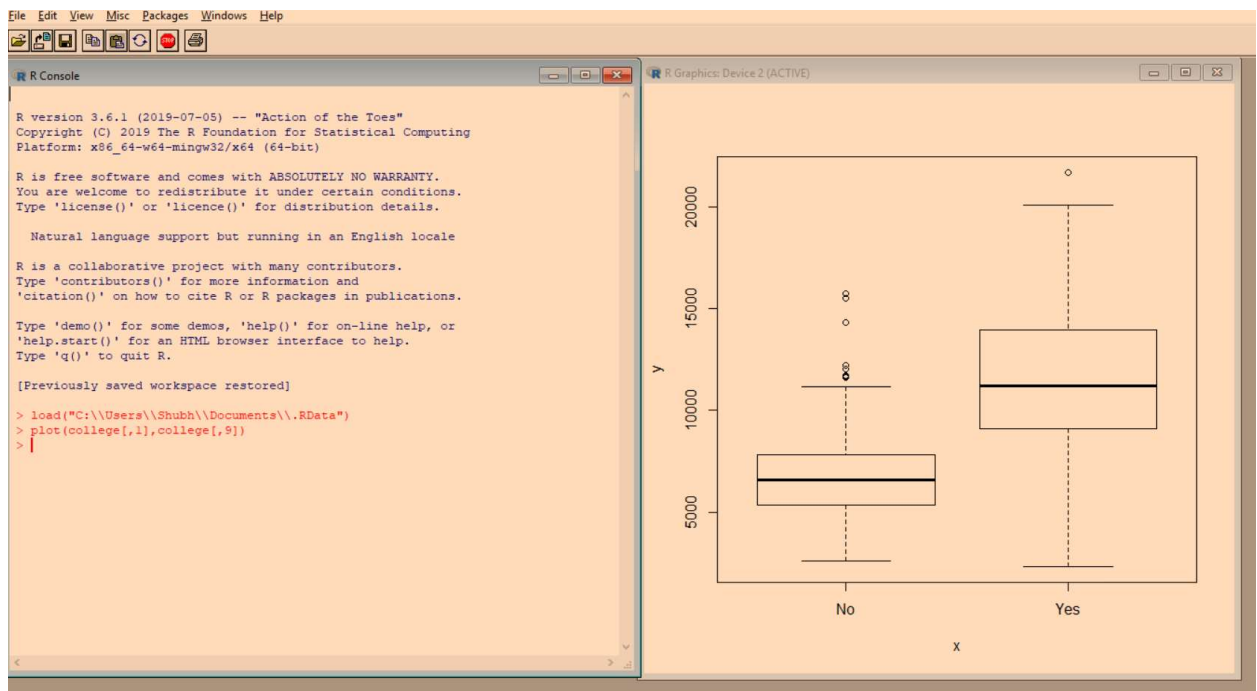 File Edit View Misc Packages Windows Help
STOP
R Console
R version 3.6.1 (2019-07-05) -- "Action of the Toes"
Copyright (C) 2019 The R Foundation for Statistical Computing
Platform: x86_64-w64-mingw32/x64 (64-bit)
R is free software and comes with ABSOLUTELY NO WARRANTY.
You are welcome to redistribute it under certain conditions.
Type 'license()' or 'licence()' for distribution details.
Natural language support but running in an English locale
R is a collaborative project with many contributors.
Type 'contributors()' for more information and
'citation()' on how to cite R or R packages in publications.
Type 'demo()' for some demos, 'help()' for on-line help, or
'help.start()' for an HTML browser interface to help.
Type 'q()' to quit R.
[Previously saved workspace restored]
> load("C:\\Users\\Shubh\\Documents\\.RData")
> plot(college[,1],college[,9])
>
R Graphics: Device 2 (ACTIVE)
20000
15000
10000
5000
y
No Yes
x